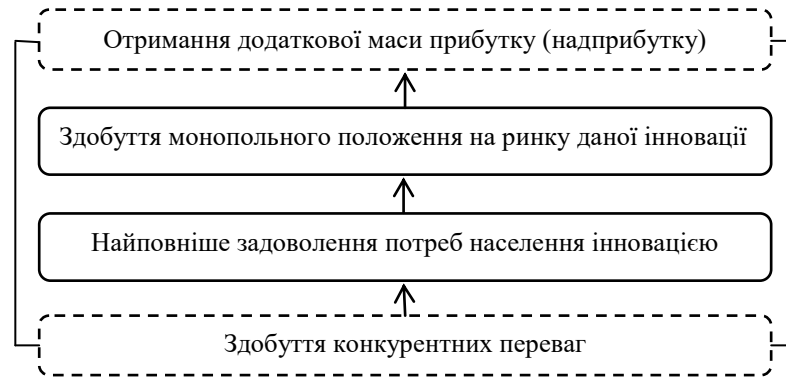 Отримання додаткової маси прибутку (надприбутку)
Здобуття монопольного положення на ринку даної інновації
Найповніше задоволення потреб населення інновацією
Здобуття конкурентних переваг